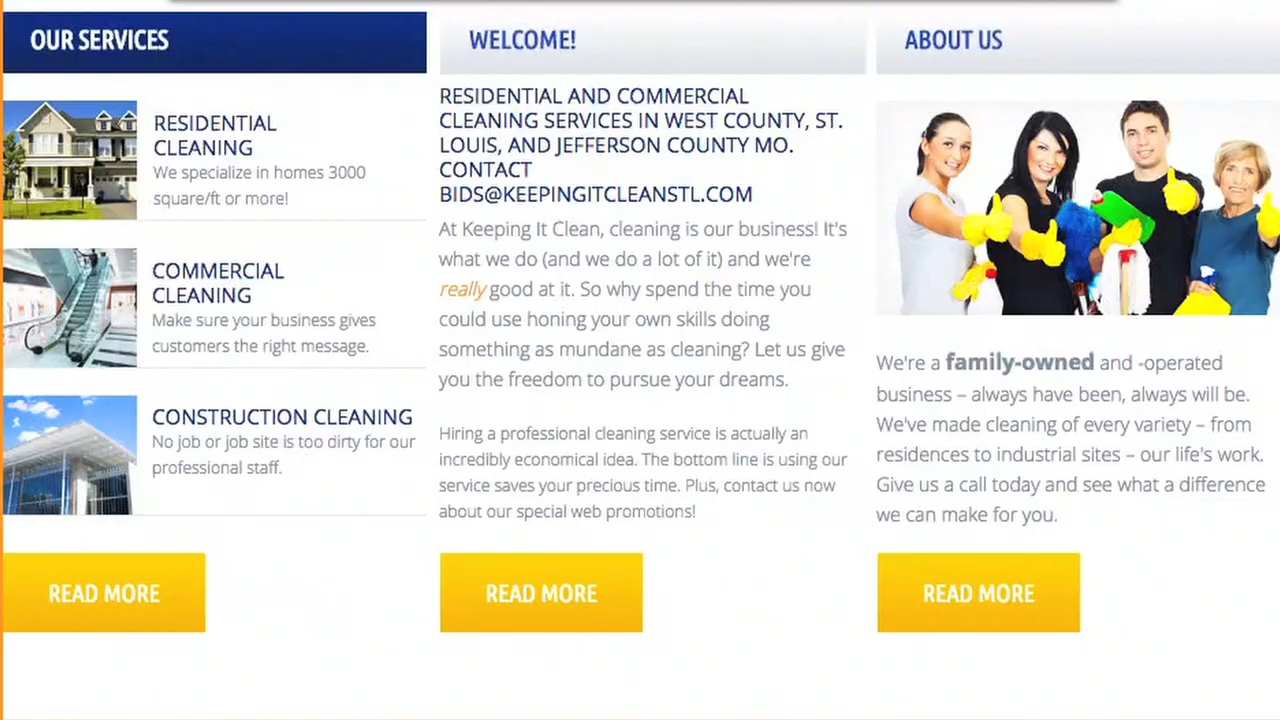 OUR SERVICES
RESIDENTIAL
CLEANING
We specialize in homes 3000
square/ft or more!
COMMERCIAL
CLEANING
Make sure your business gives
customers the right message.
CONSTRUCTION CLEANING
No job or job site is too dirty for our
professional staff.
READ MORE
WELCOME!
RESIDENTIAL AND COMMERCIAL
CLEANING SERVICES IN WEST COUNTY, ST.
LOUIS, AND JEFFERSON COUNTY MO.
CONTACT
BIDS@KEEPINGITCLEANSTL.COM
At Keeping It Clean, cleaning is our business! It's
what we do (and we do a lot of it) and we're
really good at it. So why spend the time you
could use honing your own skills doing
something as mundane as cleaning? Let us give
you the freedom to pursue your dreams.
Hiring a professional cleaning service is actually an
incredibly economical idea. The bottom line is using our
service saves your precious time. Plus, contact us now
about our special web promotions!
READ MORE
ABOUT US
We're a family-owned and -operated
business – always have been, always will be.
We've made cleaning of every variety – from
residences to industrial sites – our life's work.
Give us a call today and see what a difference
we can make for you.
READ MORE